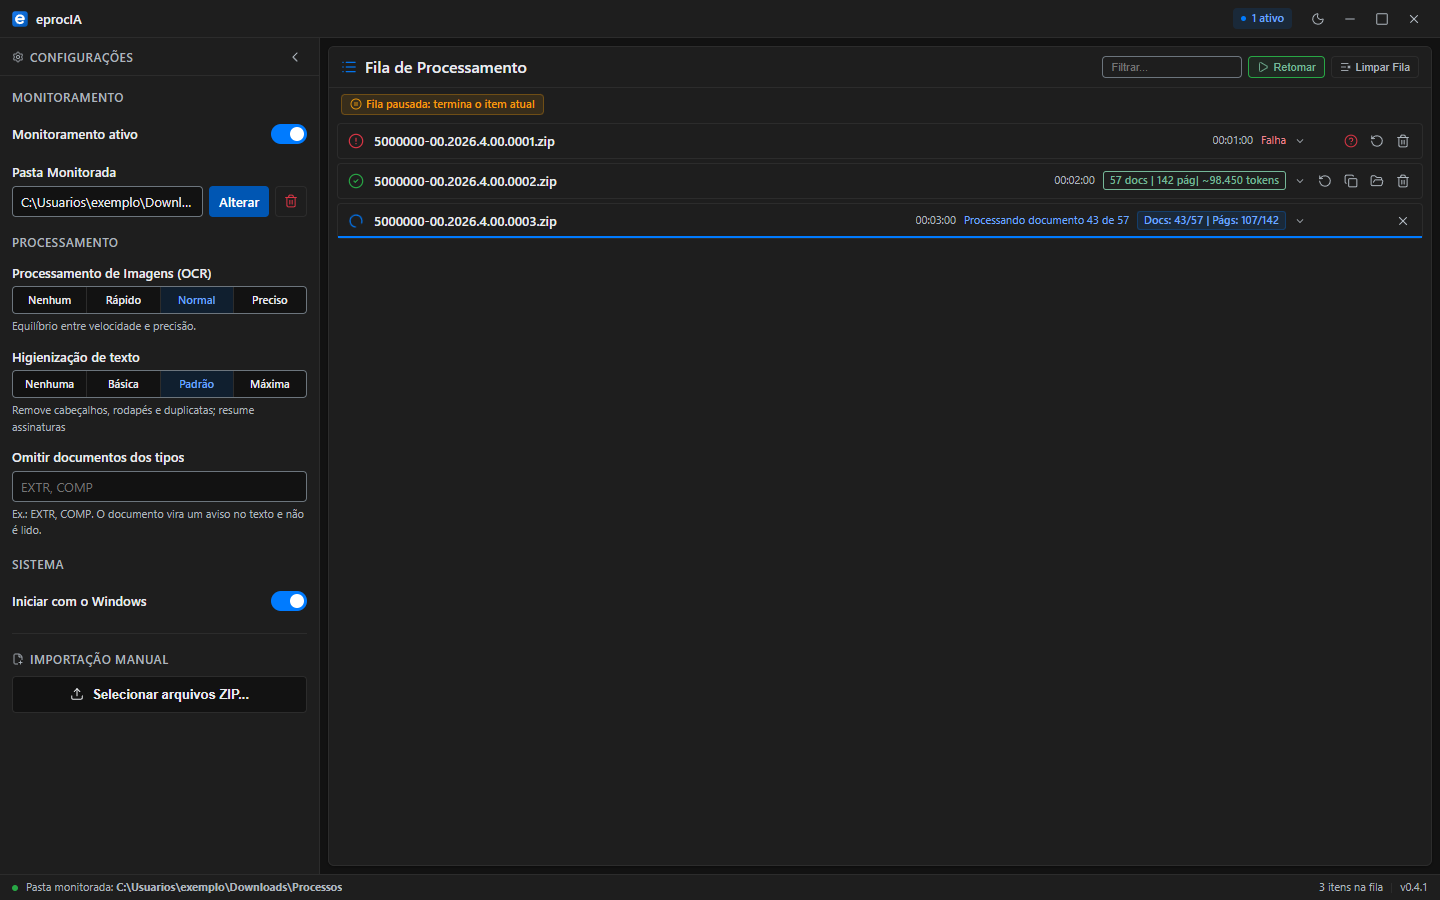 eprocIA
1 ativo
CONFIGURAÇÕES
MONITORAMENTO
Monitoramento ativo
Pasta Monitorada
C:\Usuarios\exemplo\Downl...
Alterar
PROCESSAMENTO
Processamento de Imagens (OCR)
Nenhum Rápido Normal Preciso
Equilíbrio entre velocidade e precisão.
Higienização de texto
Nenhuma Básica Padrão Máxima
Remove cabeçalhos, rodapés e duplicatas; resume
assinaturas
Omitir documentos dos tipos
EXTR, COMP
Ex.: EXTR, COMP. O documento vira um aviso no texto e não
é lido.
SISTEMA
Iniciar com o Windows
IMPORTAÇÃO MANUAL
Selecionar arquivos ZIP...
Fila de Processamento
Filtrar...
Retomar
Limpar Fila
Fila pausada: termina o item atual
5000000-00.2026.4.00.0001.zip 00:01:00 Falha
5000000-00.2026.4.00.0002.zip 00:02:00 57 docs | 142 pág| ~98.450 tokens
5000000-00.2026.4.00.0003.zip 00:03:00 Processando documento 43 de 57 Docs: 43/57 | Págs: 107/142
Pasta monitorada: C:\Usuarios\exemplo\Downloads\Processos
3 itens na fila
v0.4.1